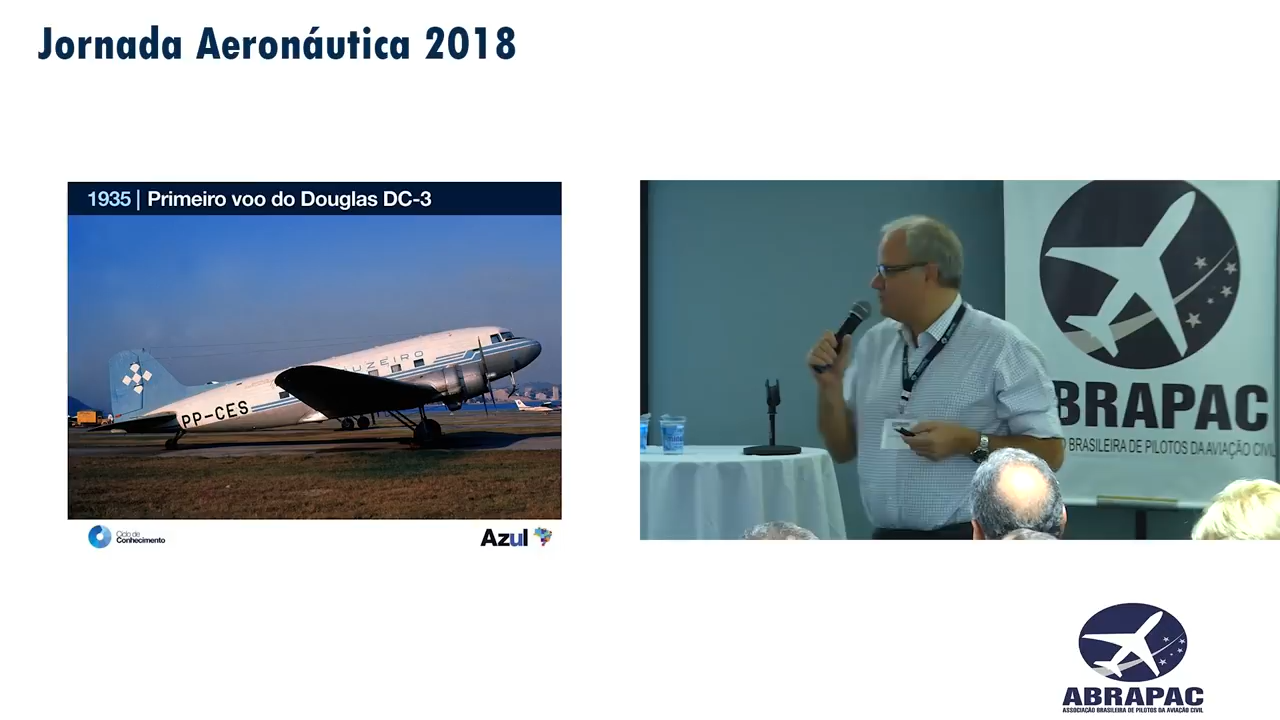 Jornada Aeronáutica 2018
1935 | Primeiro voo do Douglas DC-3
UZEIRO
PP-CES
Ciclo de
Conhecimento
Azul
ABRAPAC
BRASILEIRA DE PILOTOS DA AVIAÇÃO CIVIL
ABRAPAC
ASSOCIAÇÃO BRASILEIRA DE PILOTOS DA AVIAÇÃO CIVIL